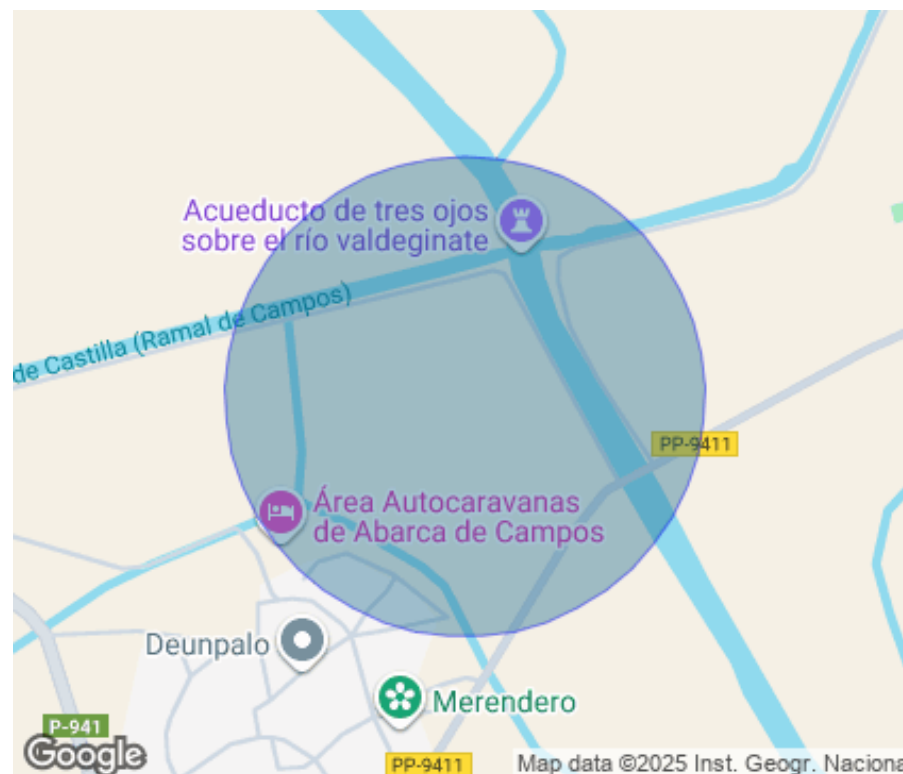 Acueducto de tres ojos
sobre el río valdeginate
de Castilla (Ramal de Campos)
PP-9411
Área Autocaravanas
de Abarca de Campos
Deunpalo
Merendero
P-941
Google
PP-9411
Map data ©2025 Inst. Geogr. Naciona